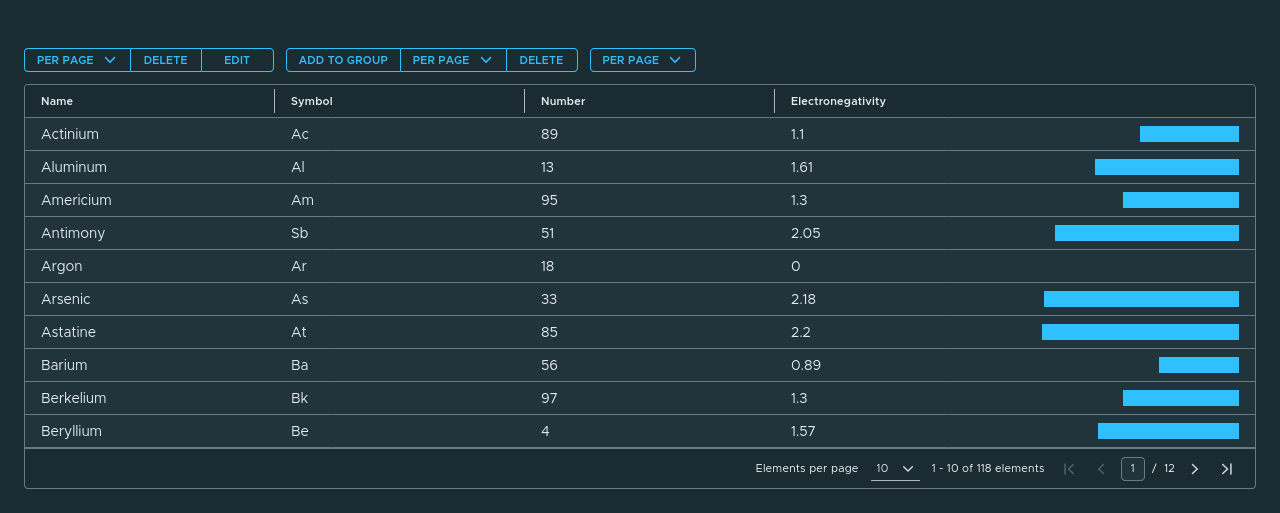 PER PAGE DELETE EDIT ADD TO GROUP PER PAGE DELETE PER PAGE
Name Symbol Number Electronegativity
Actinium Ac 89 1.1
Aluminum Al 13 1.61
Americium Am 95 1.3
Antimony Sb 51 2.05
Argon Ar 18 0
Arsenic As 33 2.18
Astatine At 85 2.2
Barium Ba 56 0.89
Berkelium Bk 97 1.3
Beryllium Be 4 1.57
Elements per page 10 1 - 10 of 118 elements 1 / 12